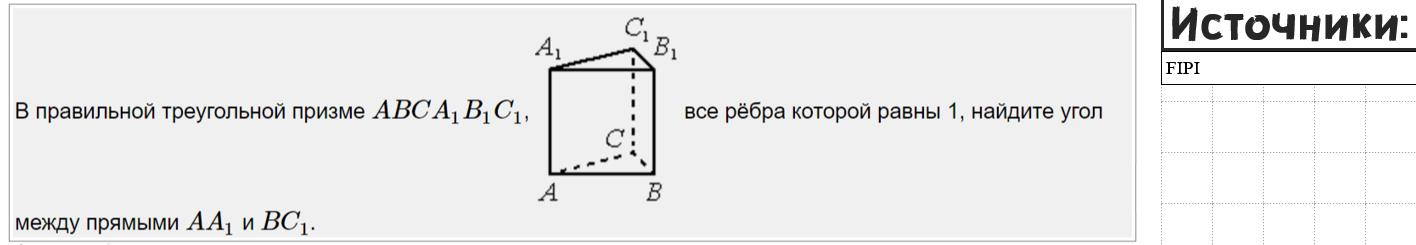 Источники:
FIPI
C₁
A₁ B₁
В правильной треугольной призме ABCA₁B₁C₁, все рёбра которой равны 1, найдите угол
C
A B
между прямыми AA₁ и BC₁.